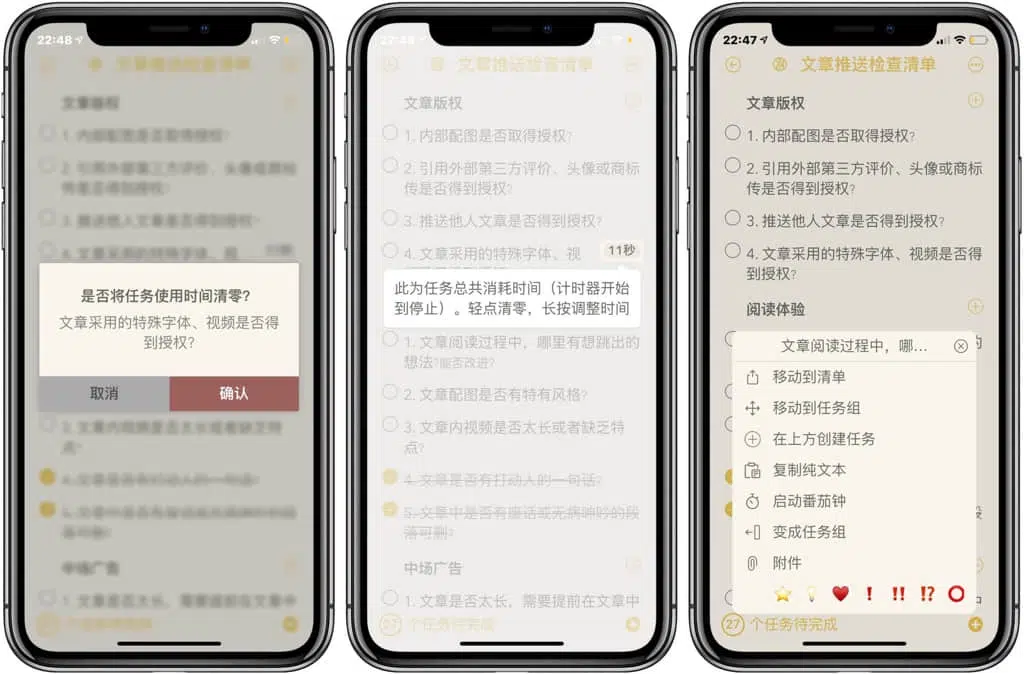 22:48
文章版权
是否将任务使用时间清零?
文章采用的特殊字体、视频是否得
到授权?
取消
确认
22:48
文章推送检查清单
文章版权
1. 内部配图是否取得授权?
2. 引用外部第三方评价、头像或商标
传是否得到授权?
3. 推送他人文章是否得到授权?
4. 文章采用的特殊字体、视
11秒
此为任务总共消耗时间（计时器开始
到停止）。轻点清零，长按调整时间
1. 文章阅读过程中，哪里有想跳出的
想法?能否改进?
2. 文章配图是否有特有风格?
3. 文章内视频是否太长或者缺乏特
点?
4. 文章是否有打动人的一句话?
5. 文章中是否有废话或无病呻吟的段
落可删?
中场广告
1. 文章是否太长，需要提前在文章中
27 个任务待完成
22:47
文章推送检查清单
文章版权
1. 内部配图是否取得授权?
2. 引用外部第三方评价、头像或商标
传是否得到授权?
3. 推送他人文章是否得到授权?
4. 文章采用的特殊字体、视频是否得
到授权?
阅读体验
文章阅读过程中，哪...
移动到清单
移动到任务组
在上方创建任务
复制纯文本
启动番茄钟
变成任务组
附件
27 个任务待完成